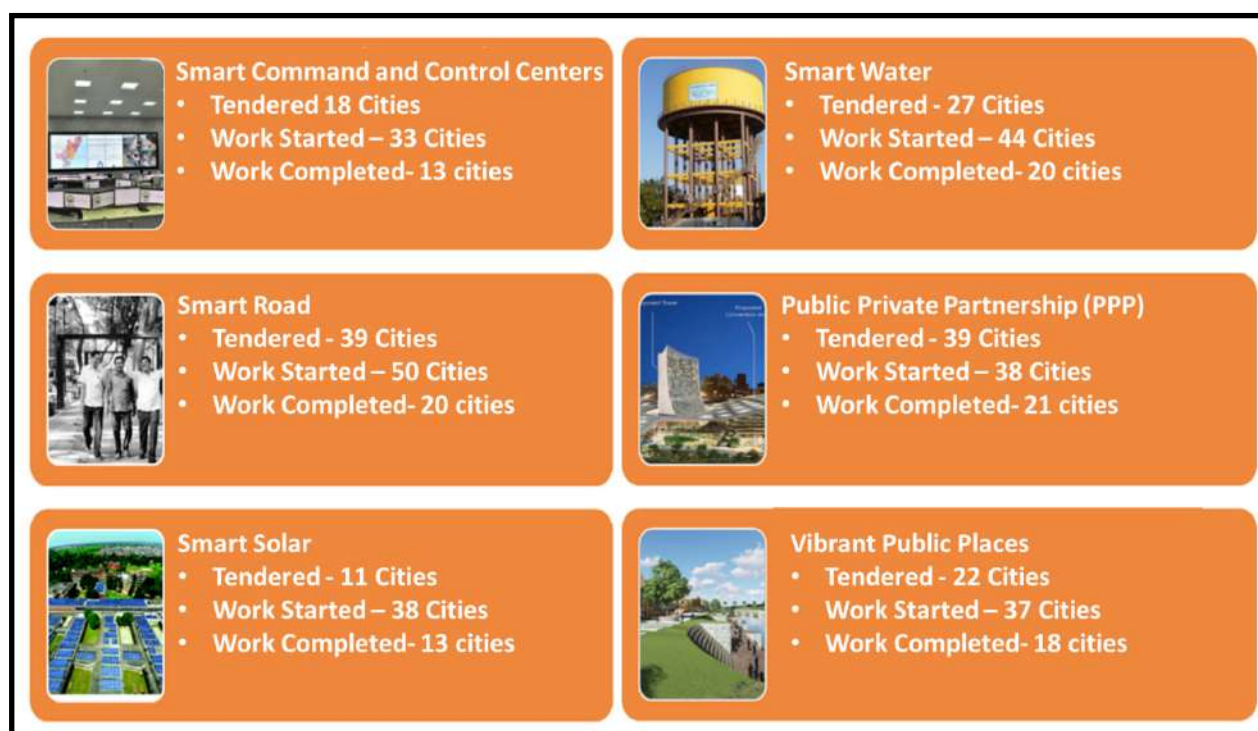 Smart Command and Control Centers
• Tendered 18 Cities
• Work Started – 33 Cities
• Work Completed- 13 cities
Smart Water
• Tendered - 27 Cities
• Work Started – 44 Cities
• Work Completed- 20 cities
Smart Road
• Tendered - 39 Cities
• Work Started – 50 Cities
• Work Completed- 20 cities
Public Private Partnership (PPP)
• Tendered - 39 Cities
• Work Started – 38 Cities
• Work Completed- 21 cities
Smart Solar
• Tendered - 11 Cities
• Work Started – 38 Cities
• Work Completed- 13 cities
Vibrant Public Places
• Tendered - 22 Cities
• Work Started – 37 Cities
• Work Completed- 18 cities